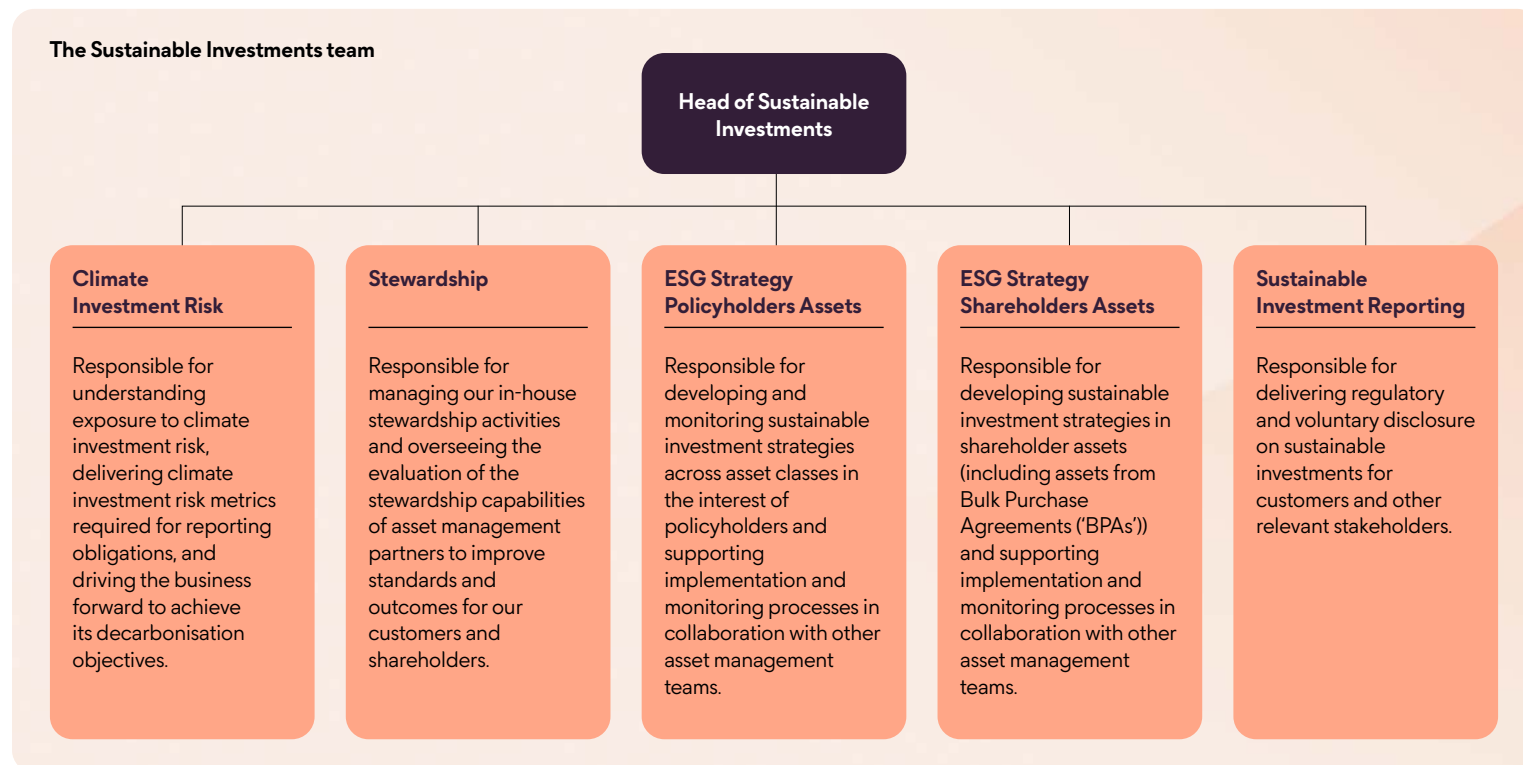 The Sustainable Investments team
Head of Sustainable
Investments
Climate
Investment Risk
Responsible for
understanding
exposure to climate
investment risk,
delivering climate
investment risk metrics
required for reporting
obligations, and
driving the business
forward to achieve
its decarbonisation
objectives.
Stewardship
Responsible for
managing our in-house
stewardship activities
and overseeing the
evaluation of the
stewardship capabilities
of asset management
partners to improve
standards and
outcomes for our
customers and
shareholders.
ESG Strategy
Policyholders Assets
Responsible for
developing and
monitoring sustainable
investment strategies
across asset classes in
the interest of
policyholders and
supporting
implementation and
monitoring processes in
collaboration with other
asset management
teams.
ESG Strategy
Shareholders Assets
Responsible for
developing sustainable
investment strategies in
shareholder assets
(including assets from
Bulk Purchase
Agreements (‘BPAs’))
and supporting
implementation and
monitoring processes in
collaboration with other
asset management
teams.
Sustainable
Investment Reporting
Responsible for
delivering regulatory
and voluntary disclosure
on sustainable
investments for
customers and other
relevant stakeholders.